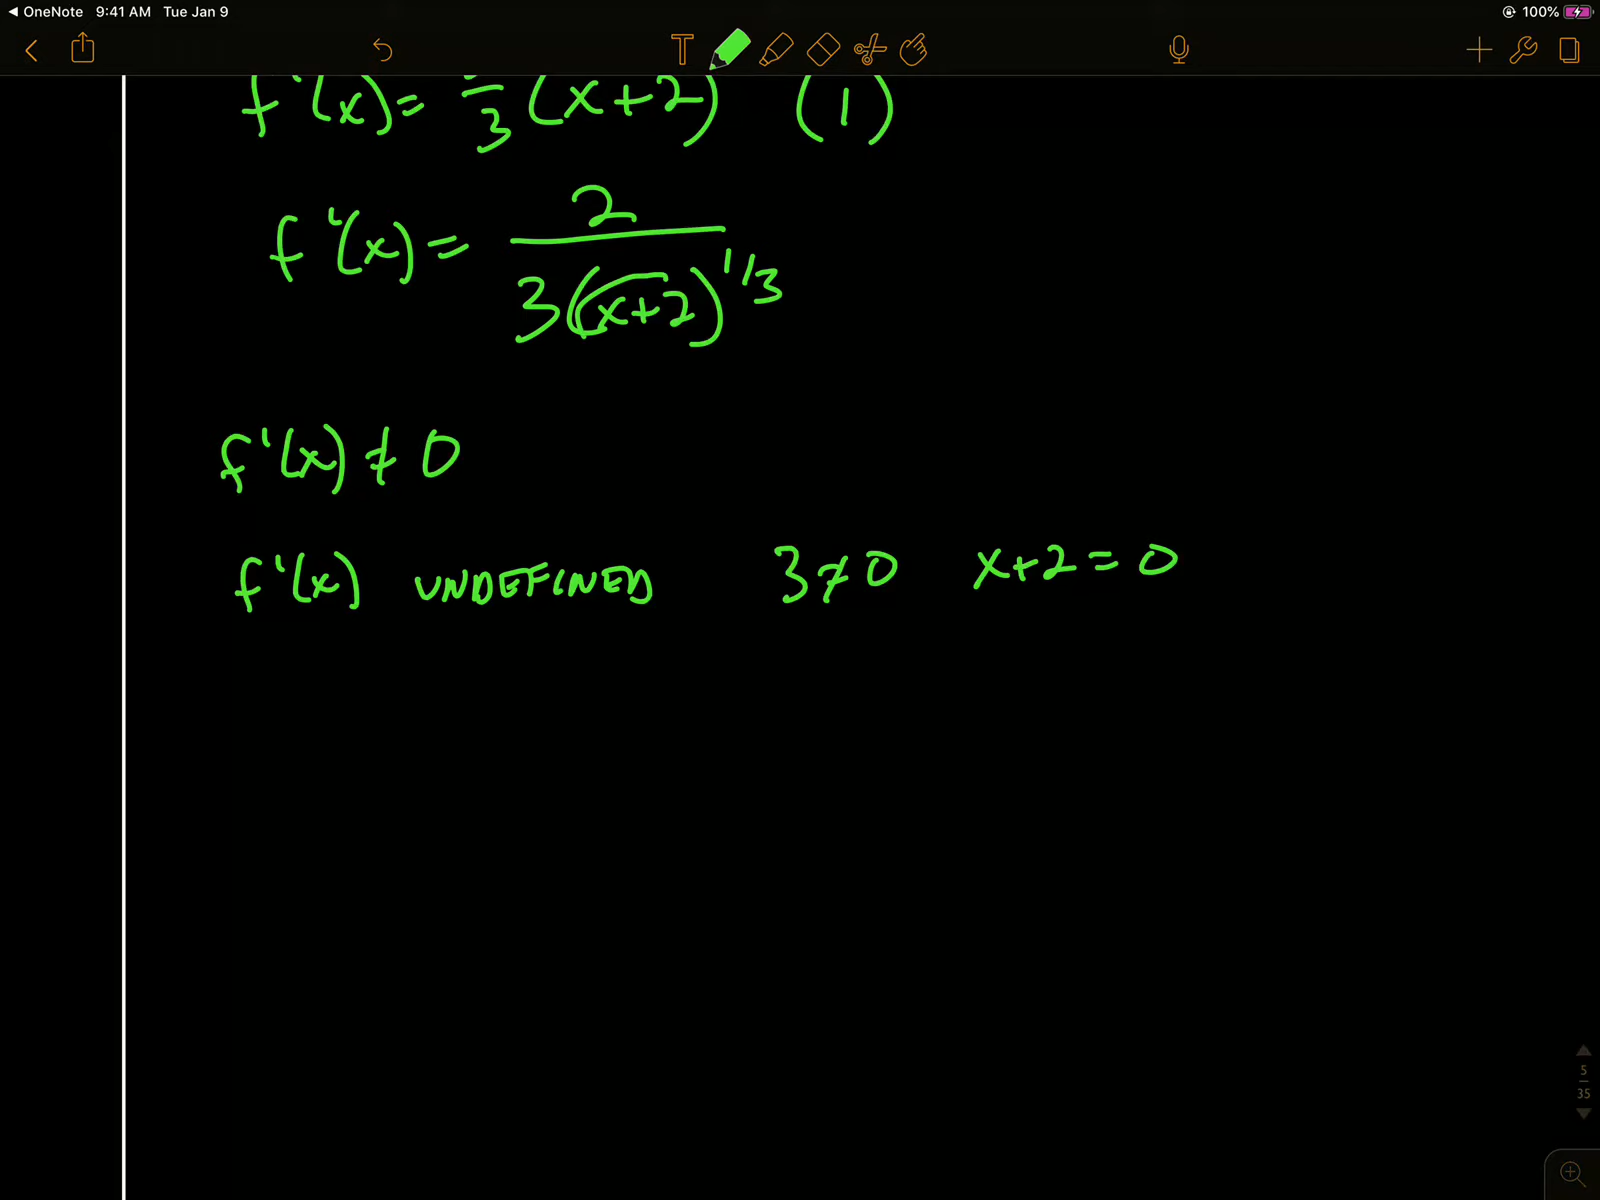 OneNote 9:41 AM Tue Jan 9 100%
T
f'(x) = /3 (x+2) (1)
f'(x) = 2 / 3((x+2)^1/3
f'(x) ≠ 0
f'(x) UNDEFINED 3 ≠ 0 x+2 = 0
5
35